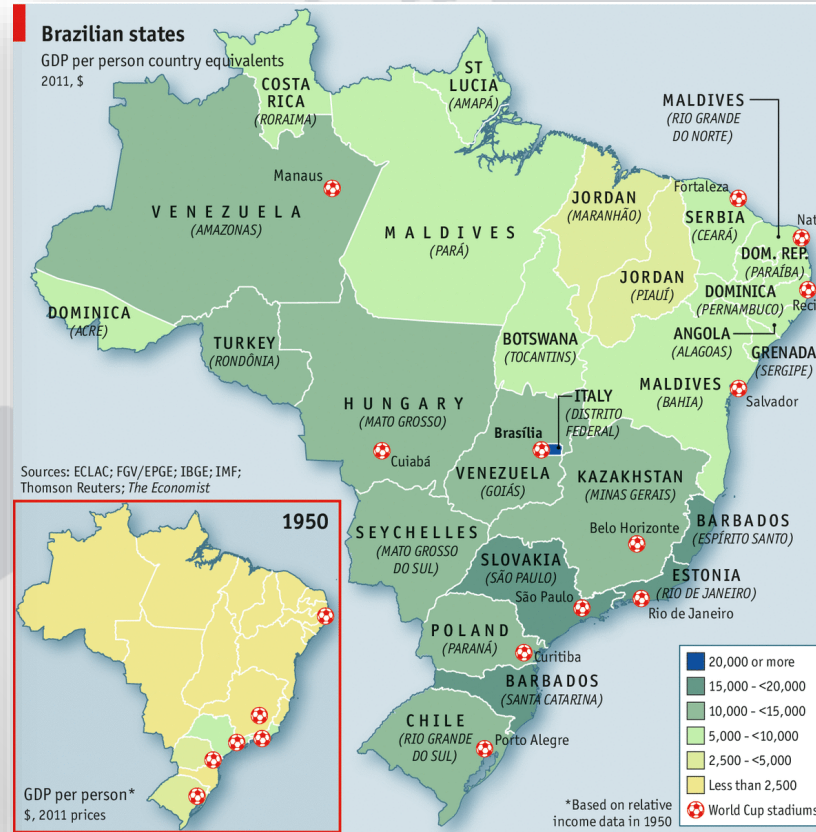 Brazilian states
GDP per person country equivalents
2011, $
COSTA
RICA
(RORAIMA)
ST
LUCIA
(AMAPÁ)
MALDIVES
(RIO GRANDE
DO NORTE)
Manaus
VENEZUELA
(AMAZONAS)
MALDIVES
(PARÁ)
JORDAN
(MARANHÃO)
Fortaleza
SERBIA
(CEARÁ)
Nat
JORDAN
(PIAUÍ)
DOM. REP.
(PARAÍBA)
DOMINICA
(PERNAMBUCO)
Reci
DOMINICA
(ACRE)
TURKEY
(RONDÔNIA)
BOTSWANA
(TOCANTINS)
ANGOLA
(ALAGOAS)
GRENADA
(SERGIPE)
MALDIVES
(BAHIA)
Salvador
HUNGARY
(MATO GROSSO)
Cuiabá
ITALY
(DISTRITO
FEDERAL)
Brasília
VENEZUELA
(GOIÁS)
KAZAKHSTAN
(MINAS GERAIS)
Belo Horizonte
BARBADOS
(ESPÍRITO SANTO)
Sources: ECLAC; FGV/EPGE; IBGE; IMF;
Thomson Reuters; The Economist
SEYCHELLES
(MATO GROSSO
DO SUL)
SLOVAKIA
(SÃO PAULO)
São Paulo
ESTONIA
(RIO DE JANEIRO)
Rio de Janeiro
POLAND
(PARANÁ)
Curitiba
BARBADOS
(SANTA CATARINA)
CHILE
(RIO GRANDE
DO SUL)
Porto Alegre
1950
GDP per person*
$, 2011 prices
20,000 or more
15,000 - <20,000
10,000 - <15,000
5,000 - <10,000
2,500 - <5,000
Less than 2,500
World Cup stadiums
*Based on relative
income data in 1950